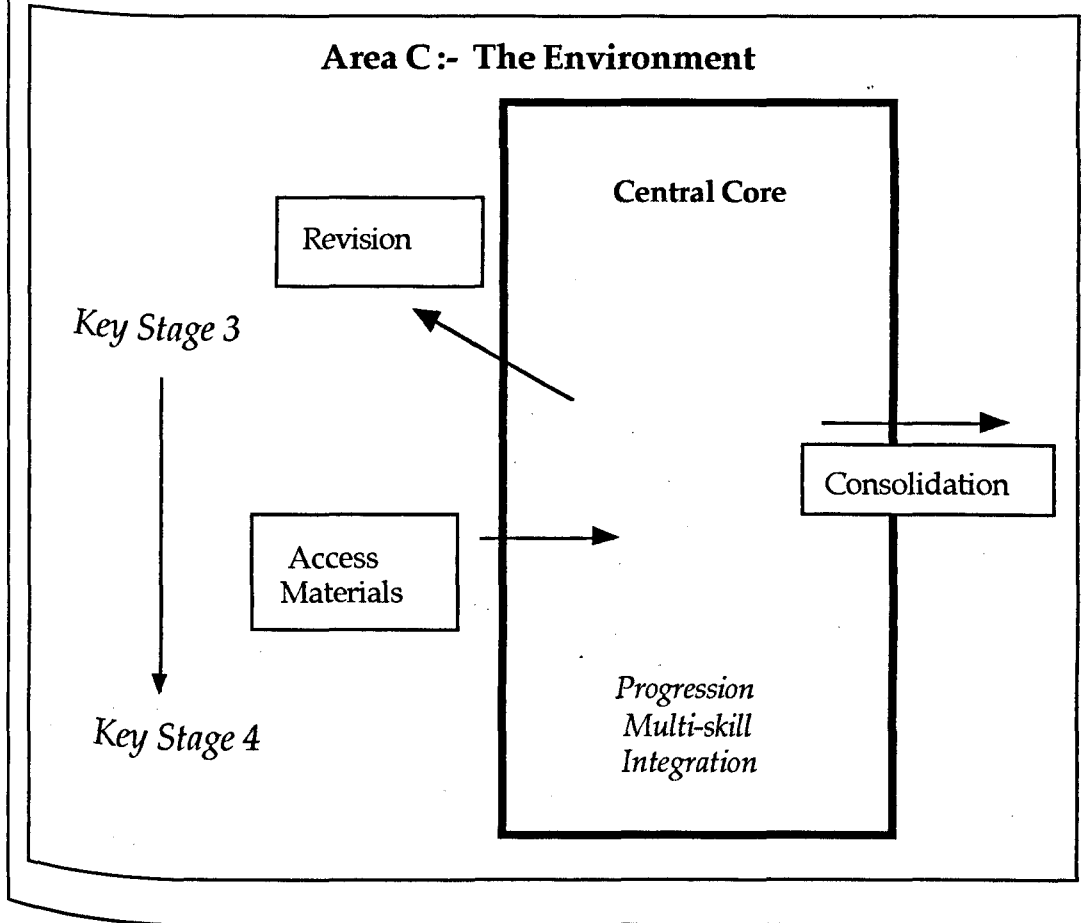 Area C :- The Environment
Central Core
Revision
Key Stage 3
Consolidation
Access
Materials
Progression
Multi-skill
Integration
Key Stage 4